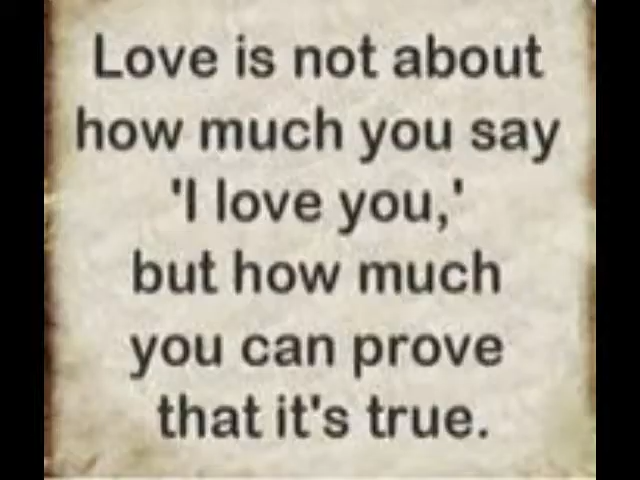 Love is not about
how much you say
'I love you,'
but how much
you can prove
that it's true.